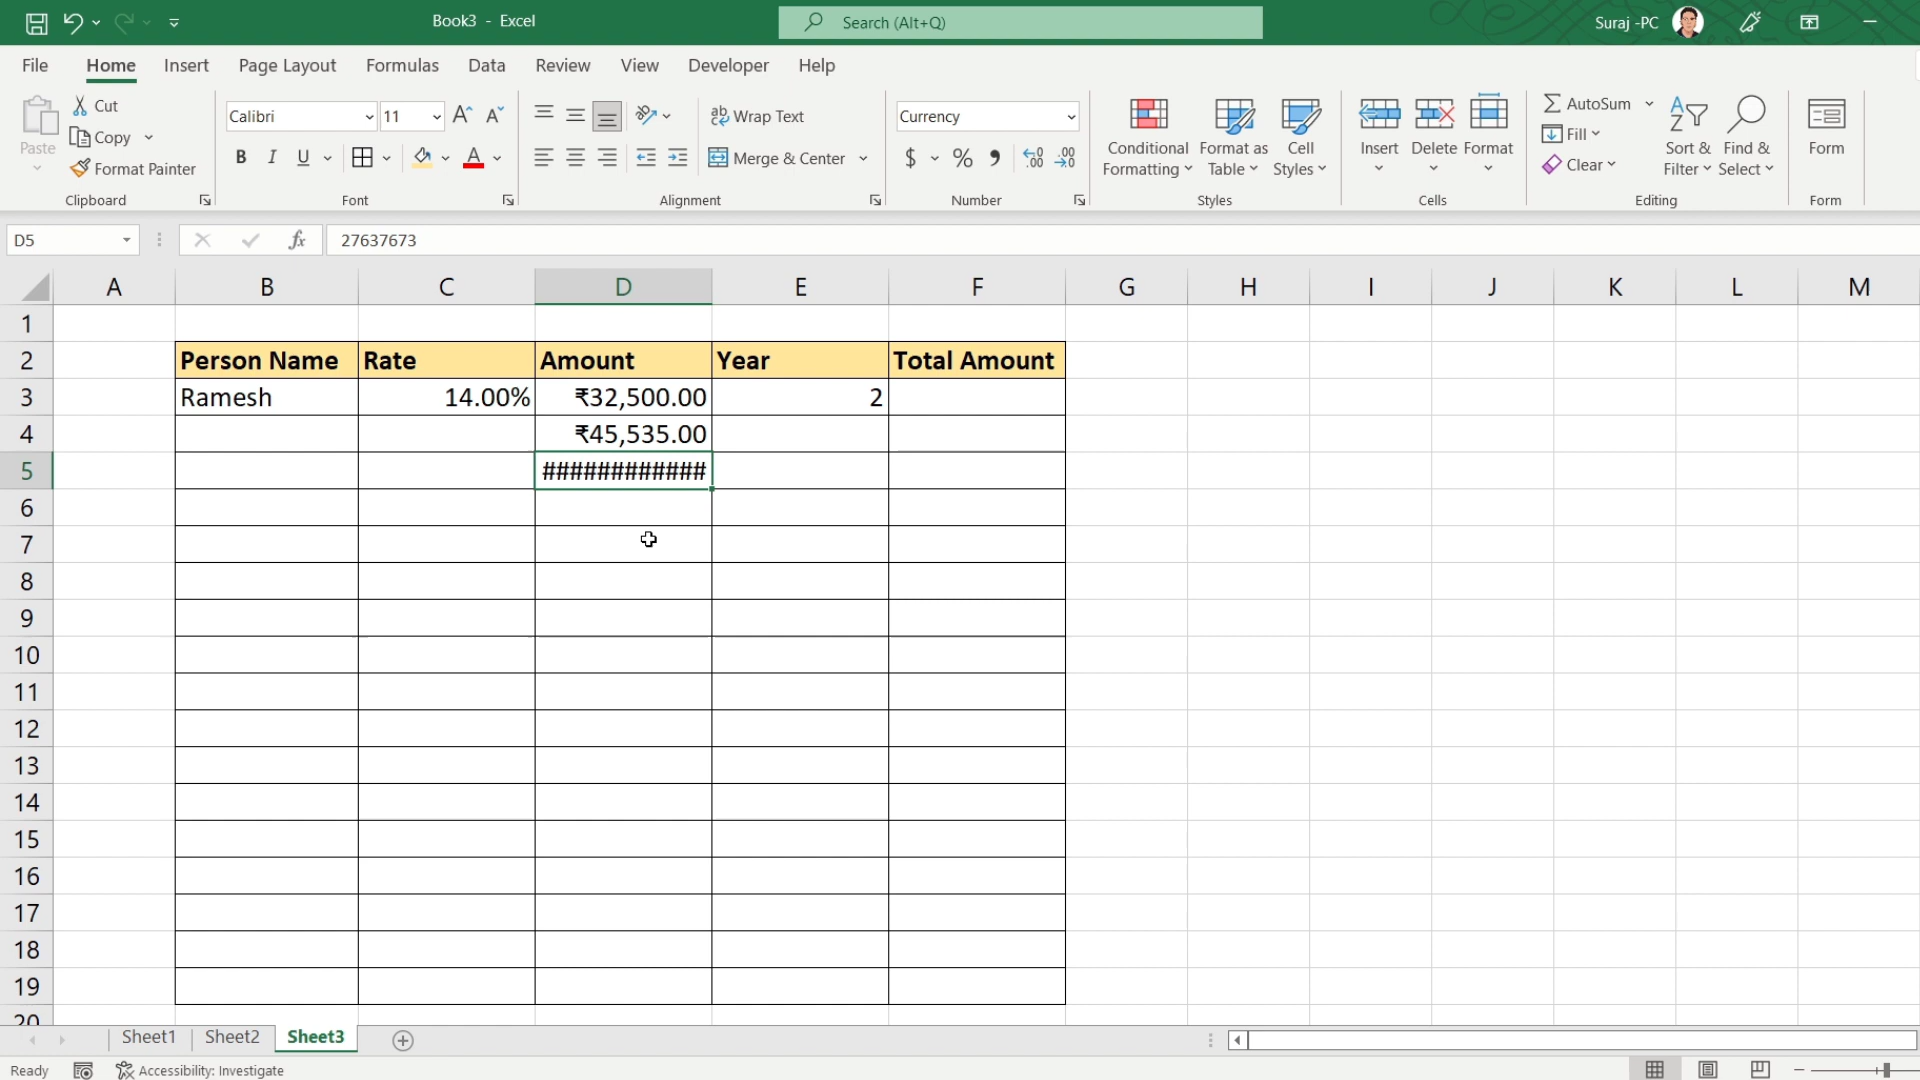 Book3 - Excel
Search (Alt+Q)
Suraj -PC
File Home Insert Page Layout Formulas Data Review View Developer Help
Paste
Cut
Copy
Format Painter
Clipboard
Calibri 11
B I U A
Font
Wrap Text
Merge & Center
Alignment
Currency
$ % ,
Number
Conditional Formatting
Format as Table
Cell Styles
Styles
Insert
Delete
Format
Cells
AutoSum
Fill
Clear
Sort & Filter
Find & Select
Editing
Form
Form
D5 fx 27637673
A B C D E F G H I J K L M
1
2 Person Name Rate Amount Year Total Amount
3 Ramesh 14.00% ₹32,500.00 2
4 ₹45,535.00
5 ############
6
7
8
9
10
11
12
13
14
15
16
17
18
19
20
Sheet1 Sheet2 Sheet3
Ready Accessibility: Investigate